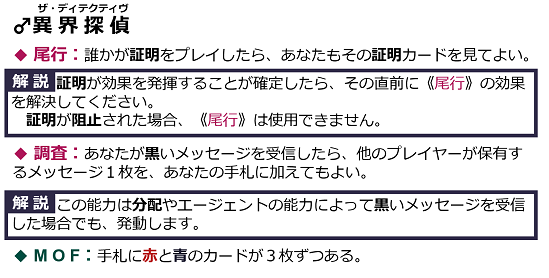 ザ・ディテクティヴ
♂異界探偵
◆ 尾行：誰かが証明をプレイしたら、あなたもその証明カードを見てよい。
解説 証明が効果を発揮することが確定したら、その直前に《尾行》の効果
を解決してください。
証明が阻止された場合、《尾行》は使用できません。
◆ 調査：あなたが黒いメッセージを受信したら、他のプレイヤーが保有す
るメッセージ１枚を、あなたの手札に加えてもよい。
解説 この能力は分配やエージェントの能力によって黒いメッセージを受信
した場合でも、発動します。
◆ ＭＯＦ：手札に赤と青のカードが３枚ずつある。